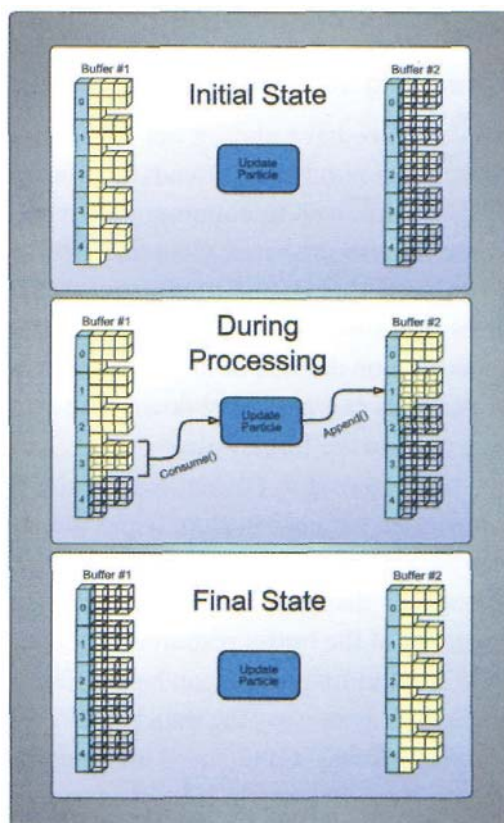 Buffer #1
Buffer #2
Initial State
0
1
2
3
4
Update
Particle
0
1
2
3
4
Buffer #1
Buffer #2
During
Processing
0
1
2
3
4
Update
Particle
Consume()
Append()
0
1
2
3
4
Buffer #1
Buffer #2
Final State
0
1
2
3
4
Update
Particle
0
1
2
3
4